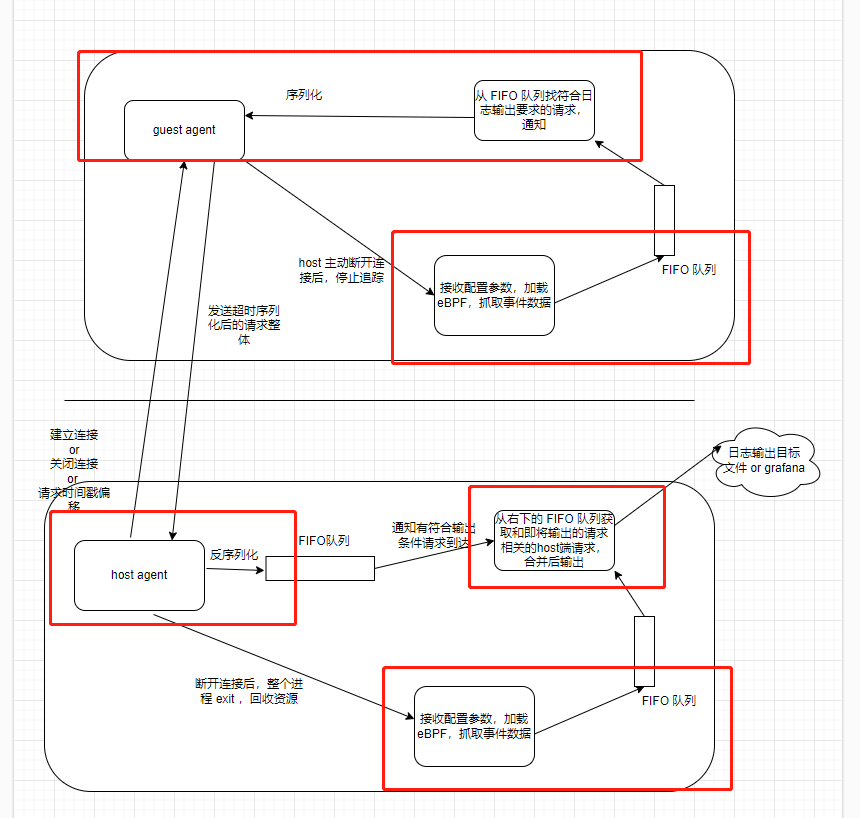 序列化
从 FIFO 队列找符合日
志输出要求的请求，
通知
guest agent
FIFO 队列
host 主动断开连
接后，停止追踪
接收配置参数，加载
eBPF，抓取事件数据
发送超时序列
化后的请求整
体
建立连接
or
关闭连接
or
请求时间戳偏
移
日志输出目标
文件 or grafana
从右下的 FIFO 队列获
取和即将输出的请求
相关的host端请求，
合并后输出
通知有符合输出
条件请求到达
FIFO队列
反序列化
host agent
断开连接后，整个进
程 exit ，回收资源
FIFO 队列
接收配置参数，加载
eBPF，抓取事件数据